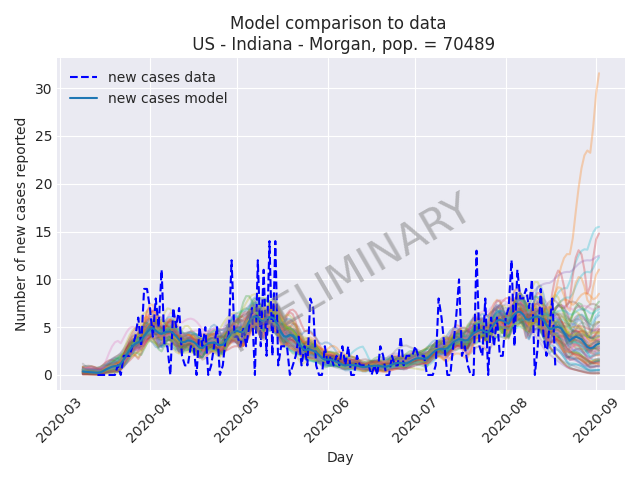 Model comparison to data
US - Indiana - Morgan, pop. = 70489
new cases data
new cases model
Number of new cases reported
30
25
20
15
10
5
0
2020-03
2020-04
2020-05
2020-06
2020-07
2020-08
2020-09
Day